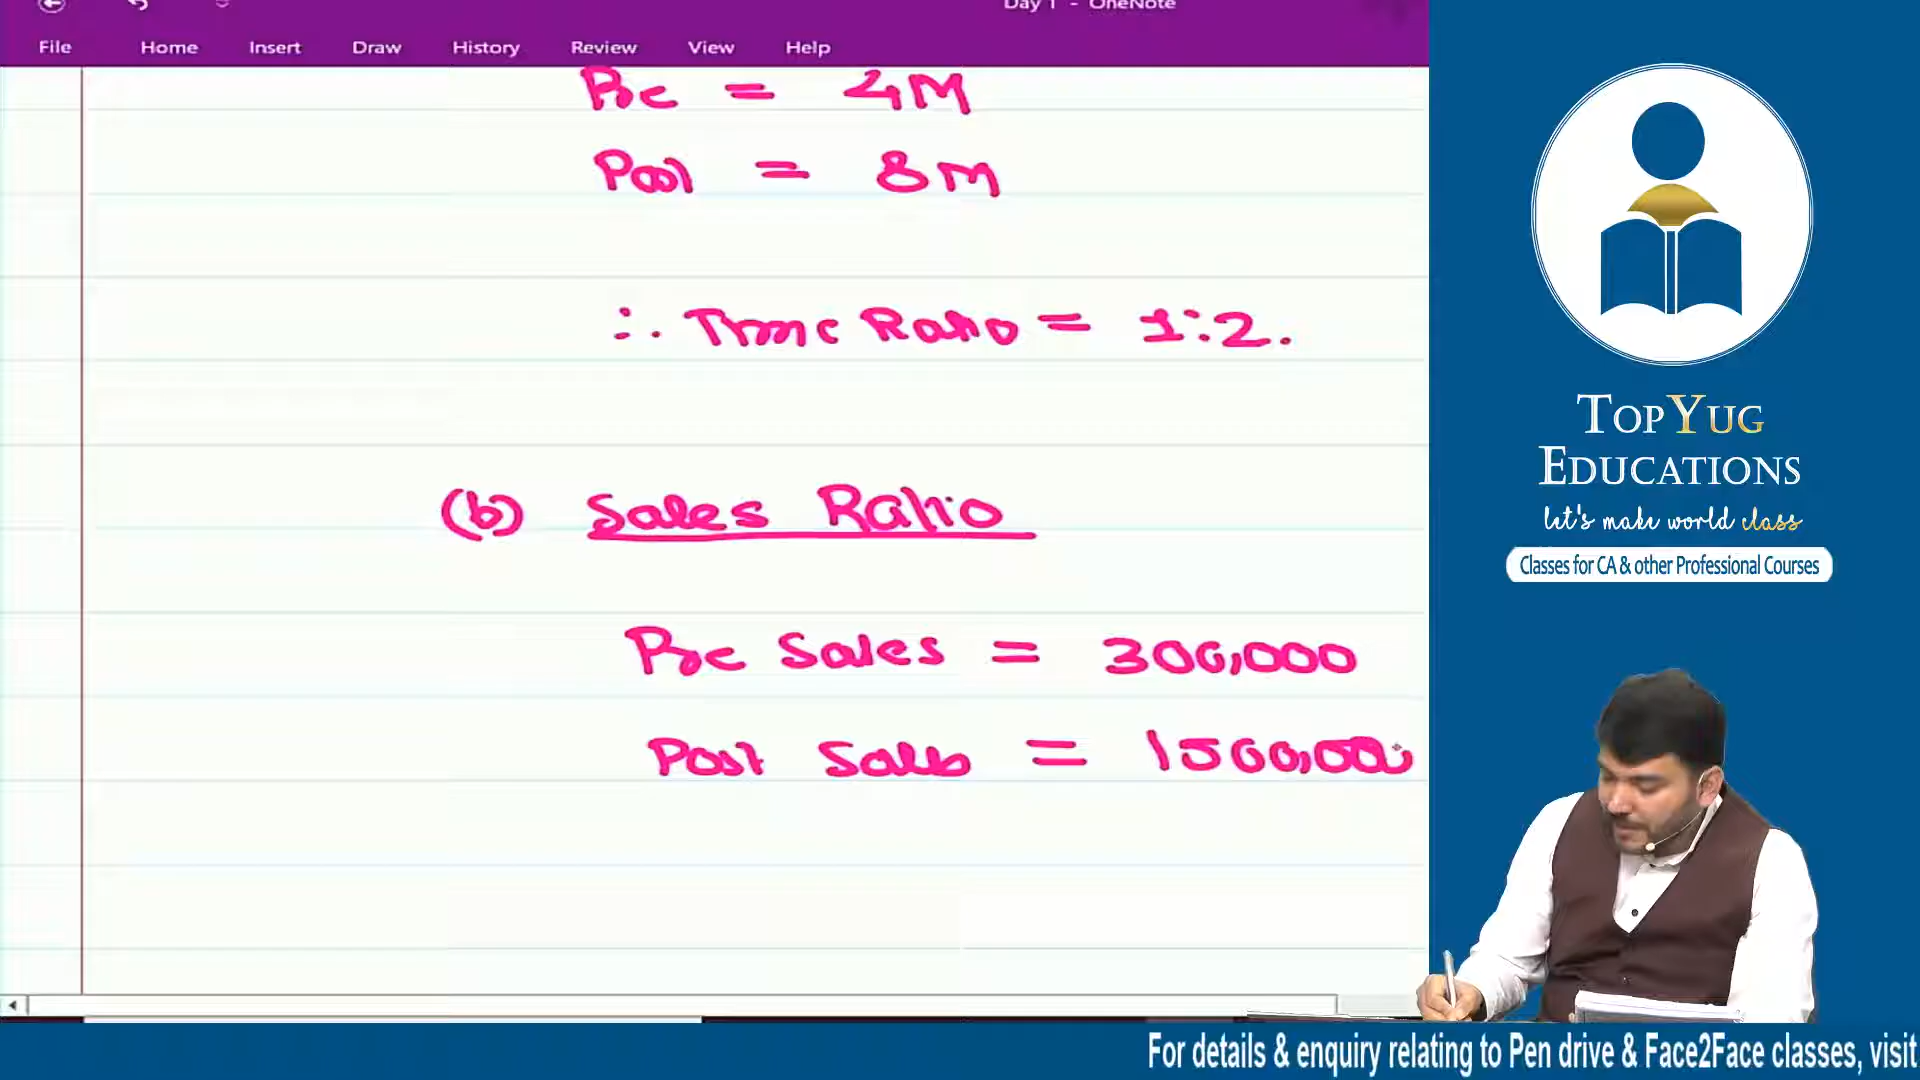 Day 1 - OneNote
File Home Insert Draw History Review View Help
Pre = 4M
Post = 8M
∴ Time Ratio = 1:2.
(b) Sales Ratio
Pre Sales = 300,000
Post Sales = 1500,000
TOPYUG
EDUCATIONS
let's make world class
Classes for CA & other Professional Courses
For details & enquiry relating to Pen drive & Face2Face classes, visit